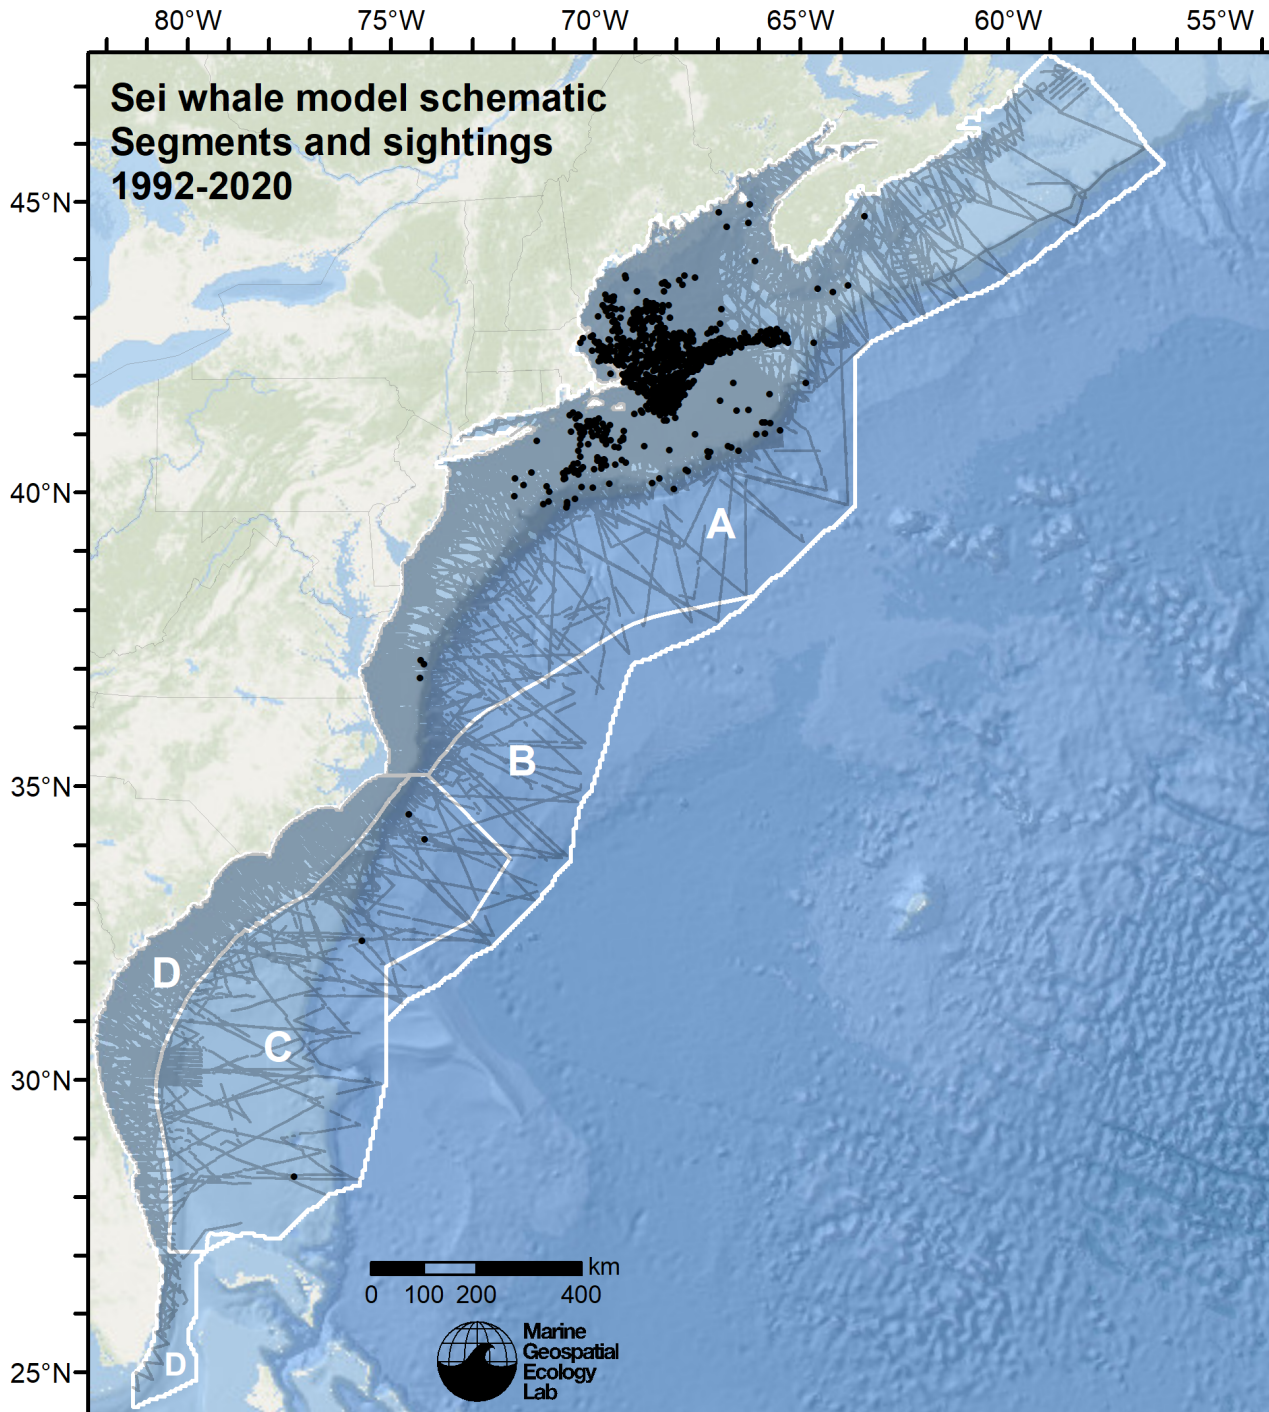 80°W 75°W 70°W 65°W 60°W 55°W
Sei whale model schematic
Segments and sightings
1992-2020
45°N
40°N
A
B
35°N
D
C
30°N
km
0 100 200 400
Marine
Geospatial
Ecology
Lab
D
25°N